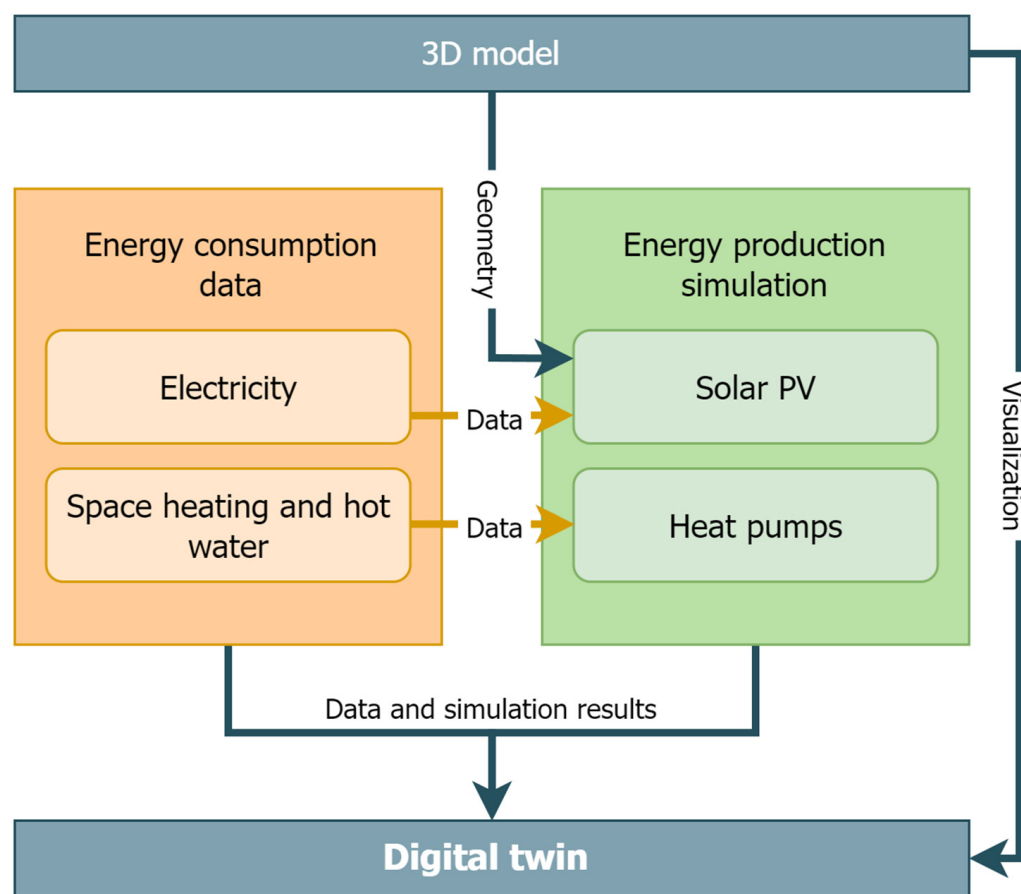 3D model
Geometry
Energy consumption
data
Energy production
simulation
Electricity
Data
Solar PV
Space heating and hot
water
Data
Heat pumps
Visualization
Data and simulation results
Digital twin